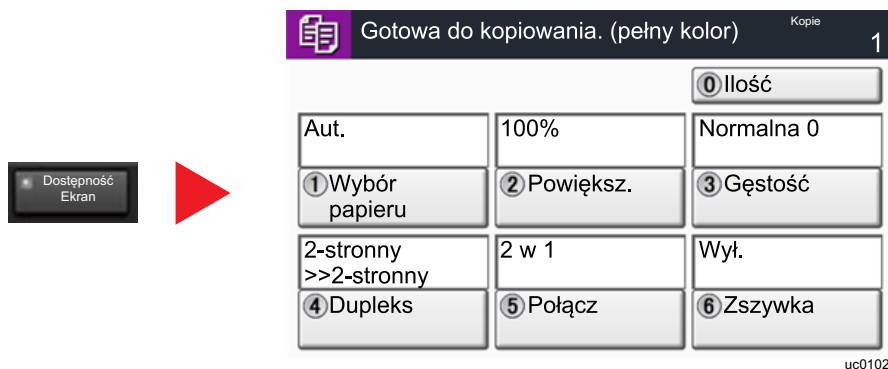 Gotowa do kopiowania. (pełny kolor)
Kopie
1
0 Ilość
Aut.
100%
Normalna 0
1 Wybór
papieru
2 Powiększ.
3 Gęstość
Dostępność
Ekran
2-stronny
>>2-stronny
2 w 1
Wył.
4 Dupleks
5 Połącz
6 Zszywka
uc0102